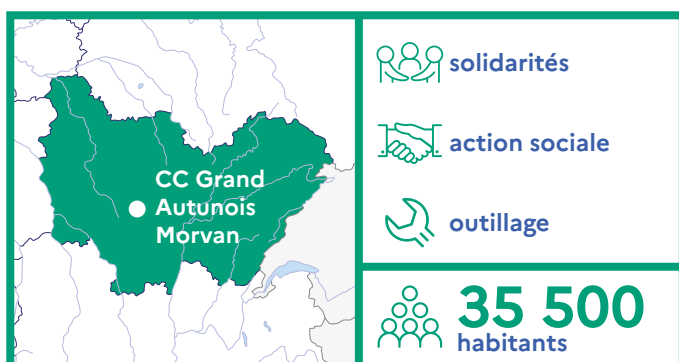 CC Grand
Autunois
Morvan
solidarités
action sociale
outillage
35 500
habitants